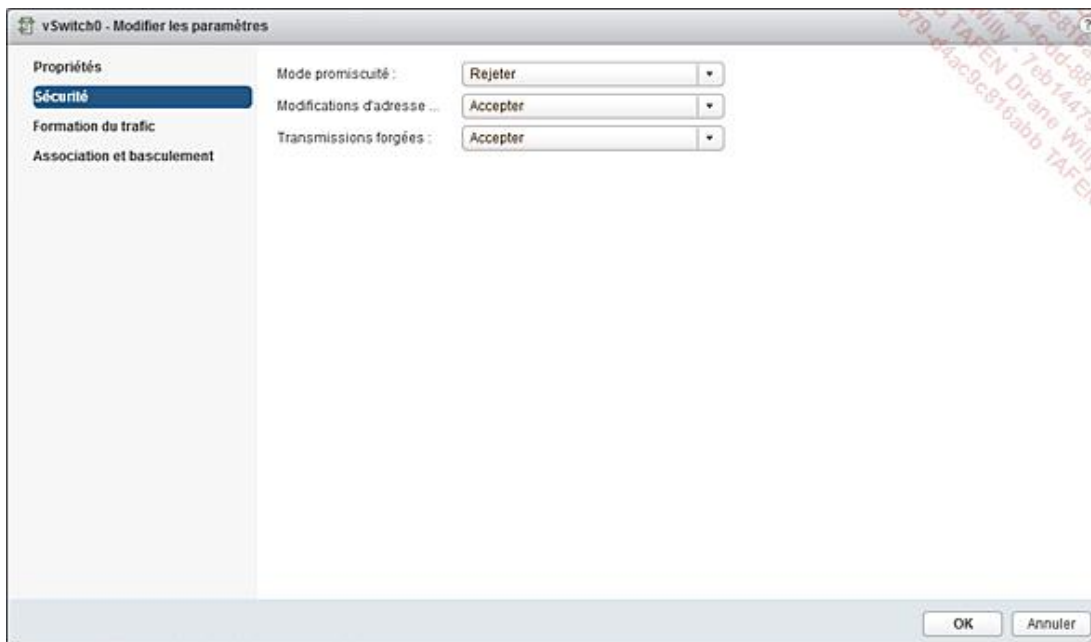 vSwitch0 - Modifier les paramètres
?
Propriétés
Sécurité
Formation du trafic
Association et basculement
Mode promiscuité : Rejeter
Modifications d'adresse ... Accepter
Transmissions forgées : Accepter
OK Annuler